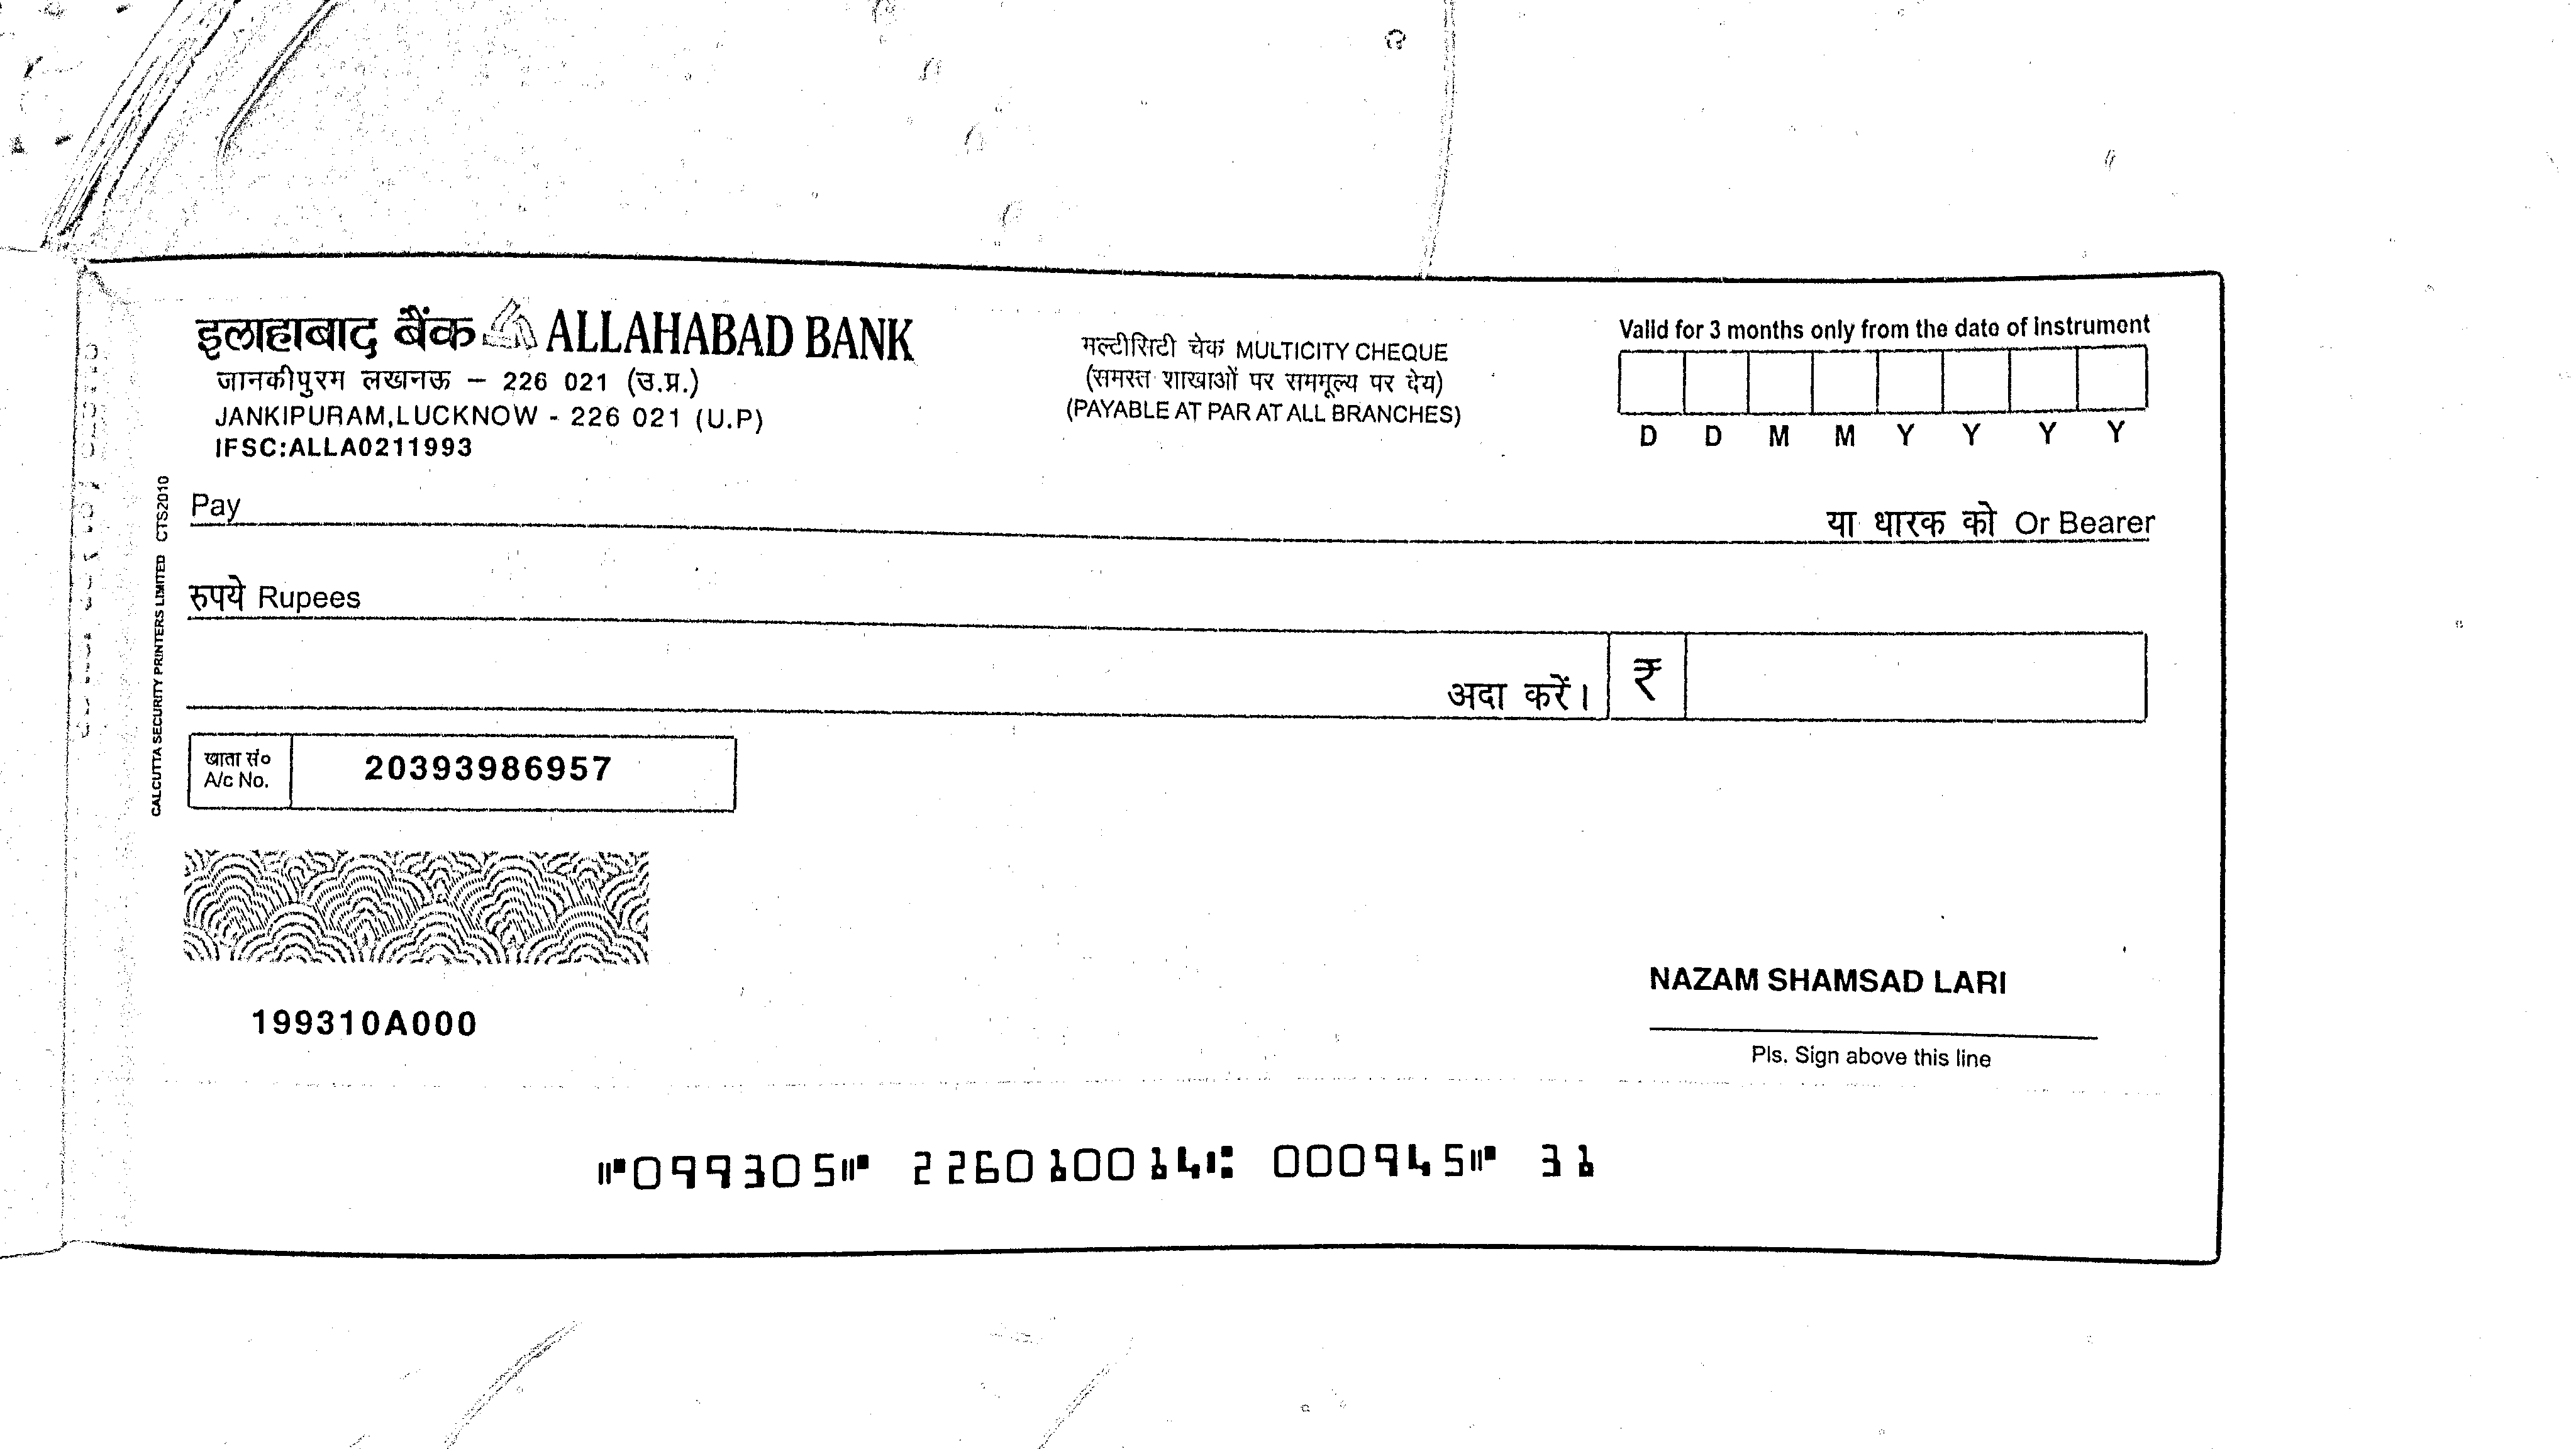 इलाहाबाद बैंक ALLAHABAD BANK
जानकीपुरम लखनऊ – 226 021 (उ.प्र.)
JANKIPURAM,LUCKNOW - 226 021 (U.P)
IFSC:ALLA0211993
मल्टीसिटी चेक MULTICITY CHEQUE
(समस्त शाखाओं पर सममूल्य पर देय)
(PAYABLE AT PAR AT ALL BRANCHES)
Valid for 3 months only from the date of instrument
D D M M Y Y Y Y
CALCUTTA SECURITY PRINTERS LIMITED CTS2010
Pay
या धारक को Or Bearer
रुपये Rupees
अदा करें। ₹
खाता सं०
A/c No.
20393986957
NAZAM SHAMSAD LARI
199310A000
Pls. Sign above this line
⑈099305⑈ 226010014⑆ 000945⑈ 31